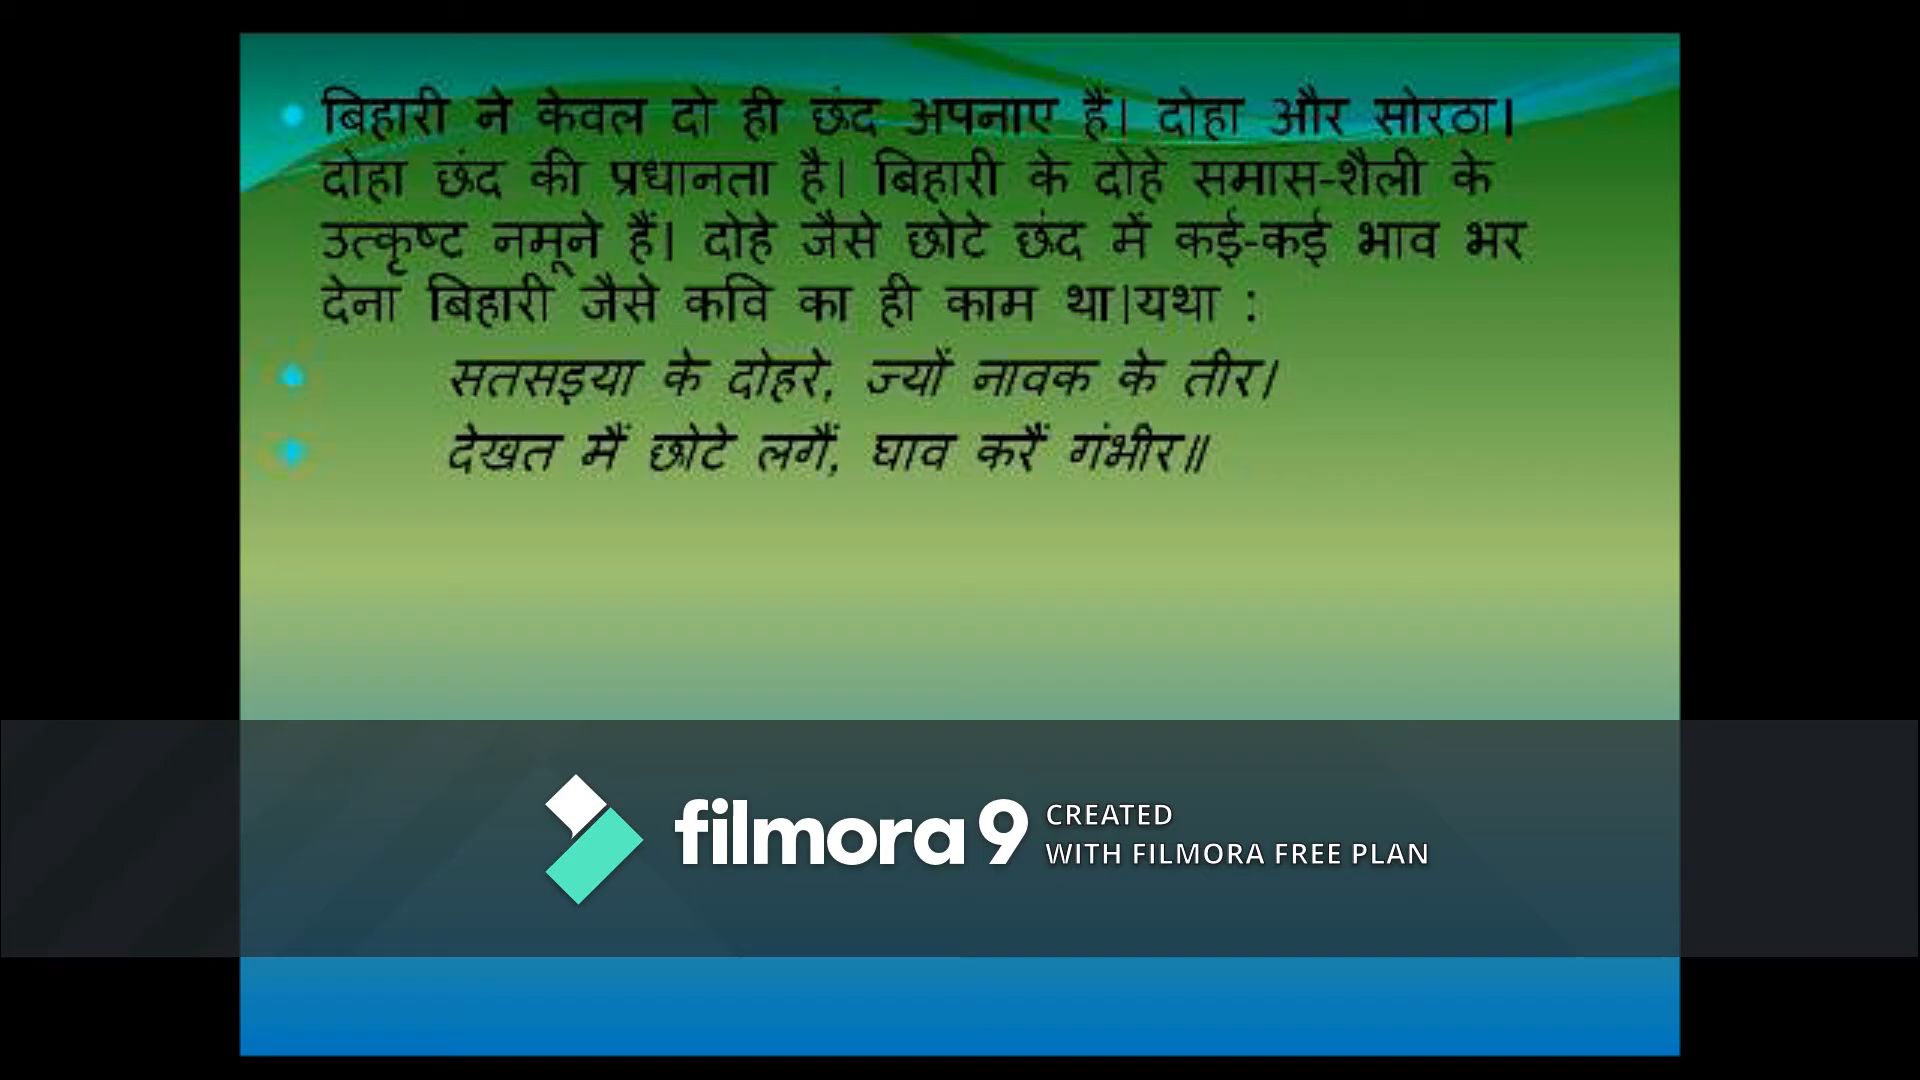 बिहारी ने केवल दो ही छंद अपनाए हैं। दोहा और सोरठा।
दोहा छंद की प्रधानता है। बिहारी के दोहे समास-शैली के
उत्कृष्ट नमूने हैं। दोहे जैसे छोटे छंद में कई-कई भाव भर
देना बिहारी जैसे कवि का ही काम था।यथा :
सतसइया के दोहरे, ज्यों नावक के तीर।
देखत मैं छोटे लगैं, घाव करैं गंभीर॥
filmora 9 CREATED
WITH FILMORA FREE PLAN